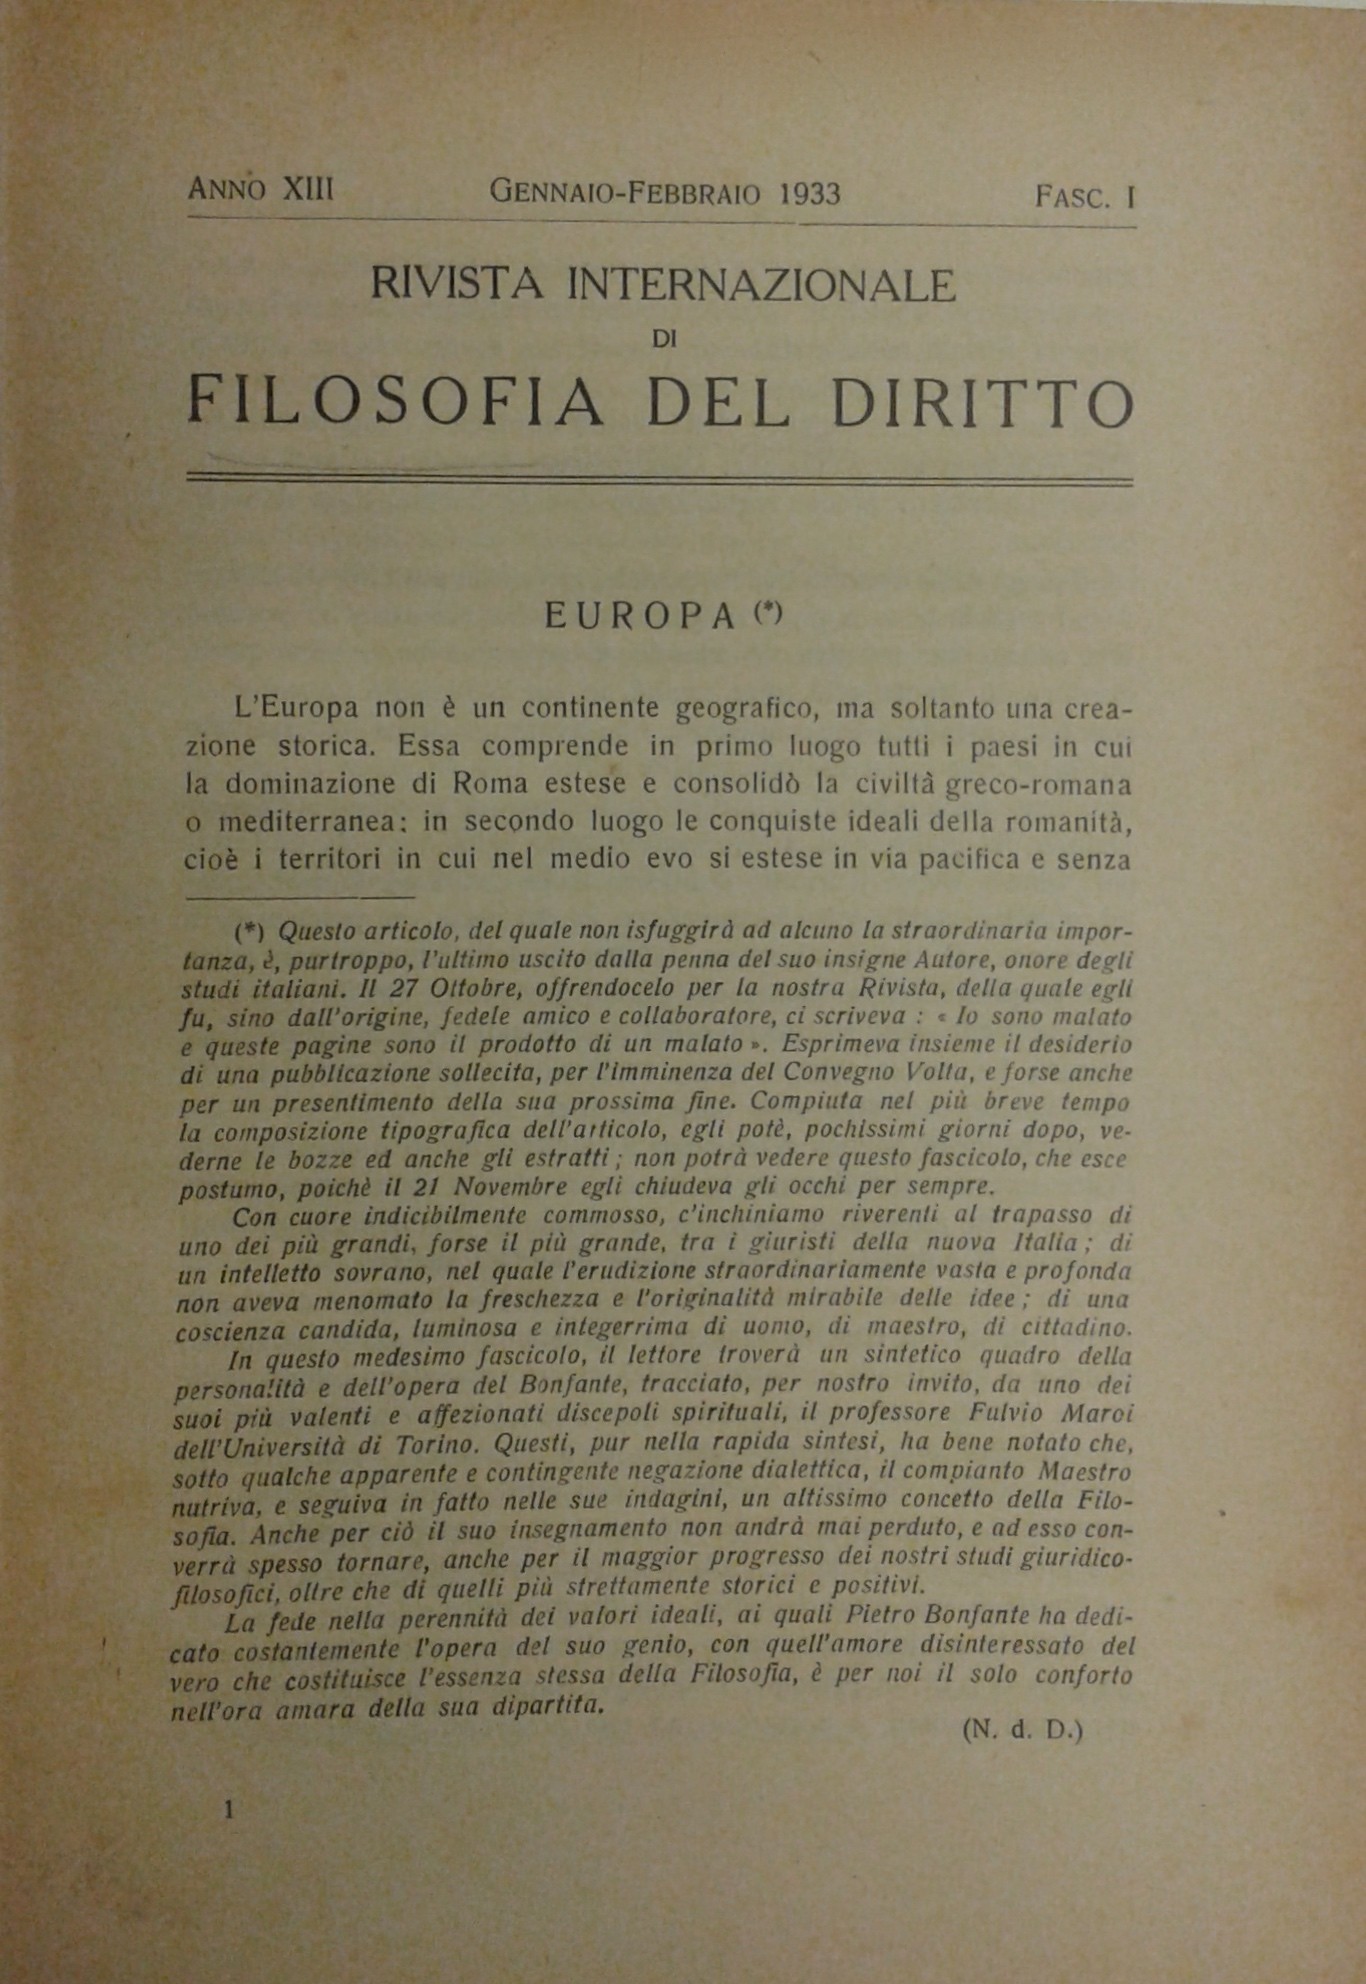 ANNO XIII GENNAIO-FEBBRAIO 1933 FASC. I
RIVISTA INTERNAZIONALE
DI
FILOSOFIA DEL DIRITTO
EUROPA (*)
L'Europa non è un continente geografico, ma soltanto una crea-
zione storica. Essa comprende in primo luogo tutti i paesi in cui
la dominazione di Roma estese e consolidò la civiltà greco-romana
o mediterranea: in secondo luogo le conquiste ideali della romanità,
cioè i territori in cui nel medio evo si estese in via pacifica e senza
(*) Questo articolo, del quale non isfuggirà ad alcuno la straordinaria impor-
tanza, è, purtroppo, l'ultimo uscito dalla penna del suo insigne Autore, onore degli
studi italiani. Il 27 Ottobre, offrendocelo per la nostra Rivista, della quale egli
fu, sino dall'origine, fedele amico e collaboratore, ci scriveva : « Io sono malato
e queste pagine sono il prodotto di un malato ». Esprimeva insieme il desiderio
di una pubblicazione sollecita, per l'imminenza del Convegno Volta, e forse anche
per un presentimento della sua prossima fine. Compiuta nel più breve tempo
la composizione tipografica dell'articolo, egli potè, pochissimi giorni dopo, ve-
derne le bozze ed anche gli estratti ; non potrà vedere questo fascicolo, che esce
postumo, poichè il 21 Novembre egli chiudeva gli occhi per sempre.
Con cuore indicibilmente commosso, c'inchiniamo riverenti al trapasso di
uno dei più grandi, forse il più grande, tra i giuristi della nuova Italia ; di
un intelletto sovrano, nel quale l'erudizione straordinariamente vasta e profonda
non aveva menomato la freschezza e l'originalità mirabile delle idee ; di una
coscienza candida, luminosa e integerrima di uomo, di maestro, di cittadino.
In questo medesimo fascicolo, il lettore troverà un sintetico quadro della
personalità e dell'opera del Bonfante, tracciato, per nostro invito, da uno dei
suoi più valenti e affezionati discepoli spirituali, il professore Fulvio Maroi
dell'Università di Torino. Questi, pur nella rapida sintesi, ha bene notato che,
sotto qualche apparente e contingente negazione dialettica, il compianto Maestro
nutriva, e seguiva in fatto nelle sue indagini, un altissimo concetto della Filo-
sofia. Anche per ciò il suo insegnamento non andrà mai perduto, e ad esso con-
verrà spesso tornare, anche per il maggior progresso dei nostri studi giuridico-
filosofici, oltre che di quelli più strettamente storici e positivi.
La fede nella perennità dei valori ideali, ai quali Pietro Bonfante ha dedi-
cato costantemente l'opera del suo genio, con quell'amore disinteressato del
vero che costituisce l'essenza stessa della Filosofia, è per noi il solo conforto
nell'ora amara della sua dipartita.
(N. d. D.)
1